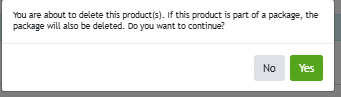 You are about to delete this product(s). If this product is part of a package, the
package will also be deleted. Do you want to continue?
No
Yes